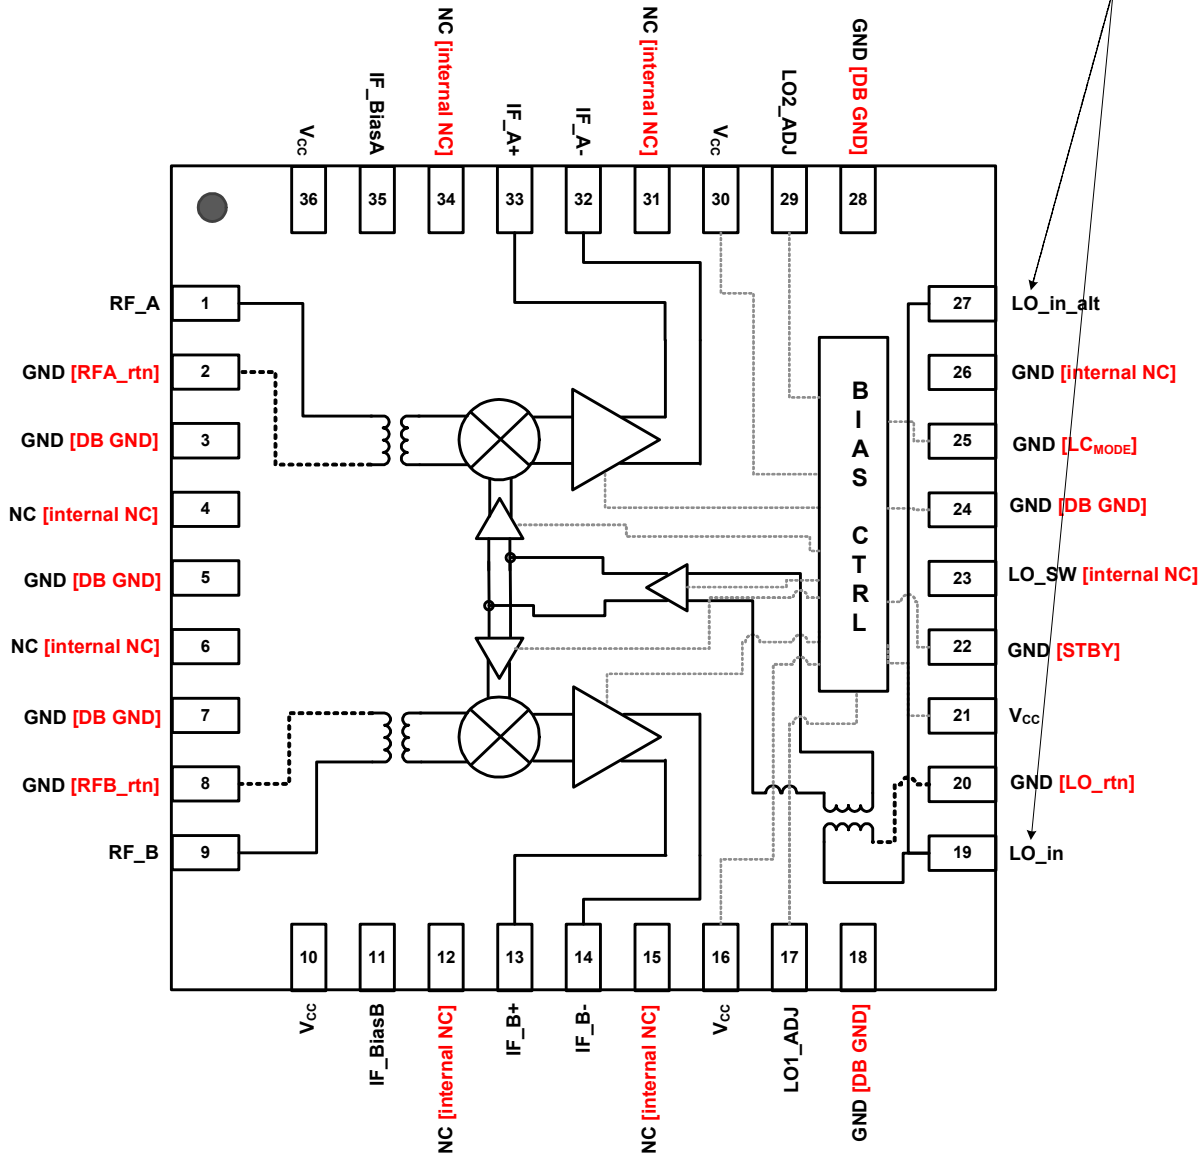 NC [internal NC]
NC [internal NC]
GND [DB GND]
IF_BiasA
IF_A+
IF_A-
LO2_ADJ
VCC
VCC
36
35
34
33
32
31
30
29
28
RF_A
1
27
LO_in_alt
GND [RFA_rtn]
2
26
GND [internal NC]
GND [DB GND]
3
25
GND [LCMODE]
NC [internal NC]
4
24
GND [DB GND]
GND [DB GND]
5
23
LO_SW [internal NC]
NC [internal NC]
6
22
GND [STBY]
GND [DB GND]
7
21
VCC
GND [RFB_rtn]
8
20
GND [LO_rtn]
RF_B
9
19
LO_in
BIAS
CTRL
10
11
12
13
14
15
16
17
18
VCC
IF_BiasB
NC [internal NC]
IF_B+
IF_B-
NC [internal NC]
VCC
LO1_ADJ
GND [DB GND]